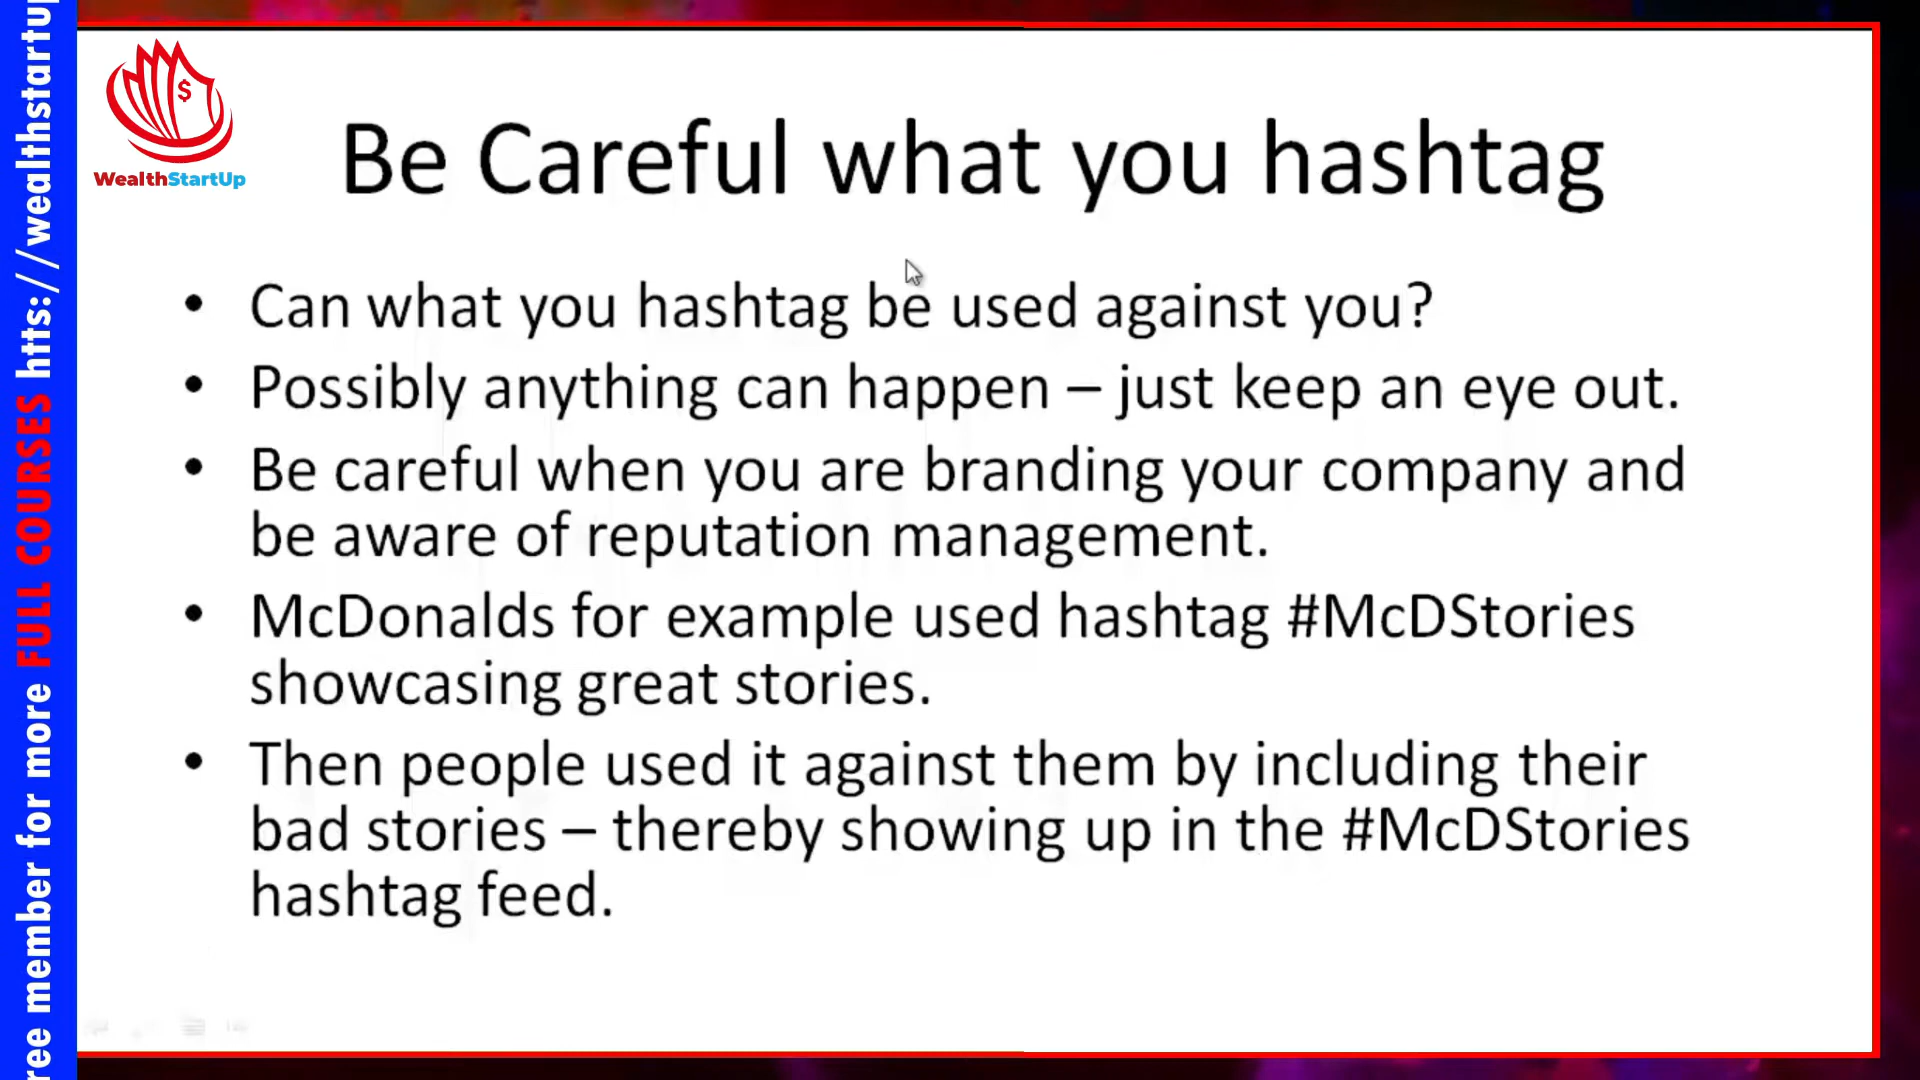 ree member for more FULL COURSES htts://wealthstartu
$
WealthStartUp
Be Careful what you hashtag
• Can what you hashtag be used against you?
• Possibly anything can happen – just keep an eye out.
• Be careful when you are branding your company and
be aware of reputation management.
• McDonalds for example used hashtag #McDStories
showcasing great stories.
• Then people used it against them by including their
bad stories – thereby showing up in the #McDStories
hashtag feed.